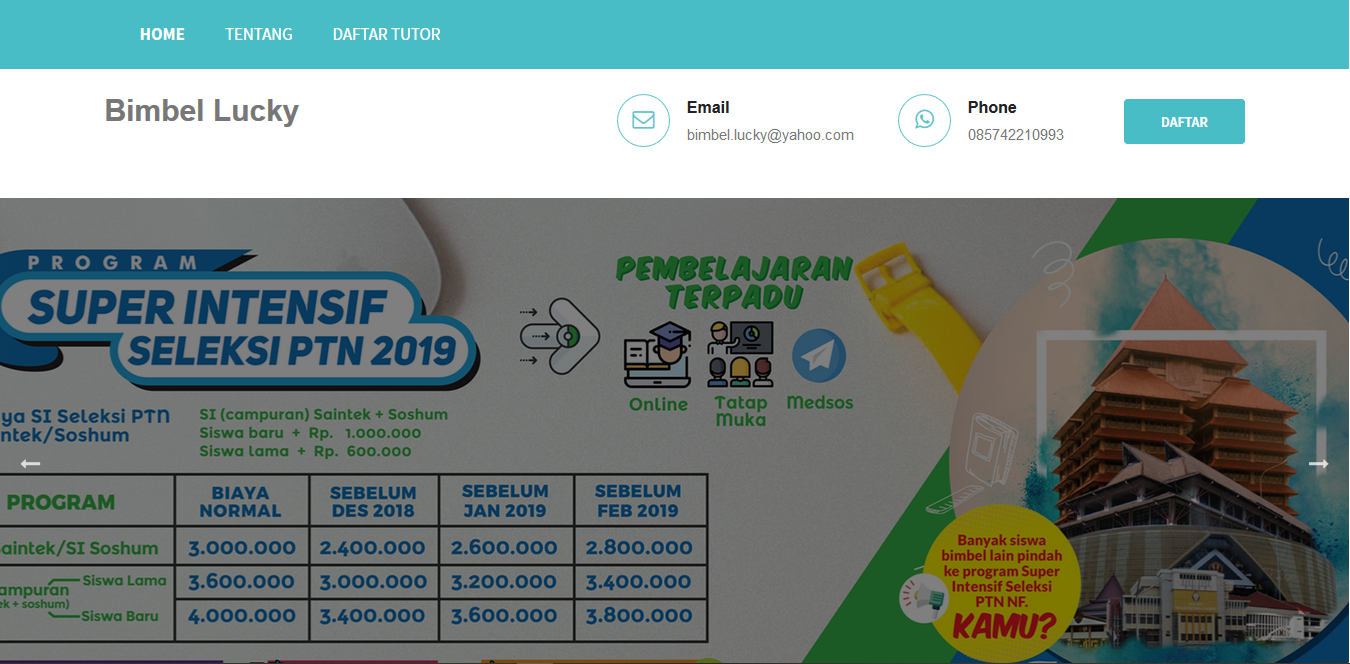 HOME TENTANG DAFTAR TUTOR
Bimbel Lucky
Email
bimbel.lucky@yahoo.com
Phone
085742210993
DAFTAR
PROGRAM
SUPER INTENSIF
SELEKSI PTN 2019
PEMBELAJARAN
TERPADU
Online
Tatap
Muka
Medsos
SI Seleksi PTN
SI (campuran) Saintek + Soshum
Siswa baru + Rp. 1.000.000
Siswa lama + Rp. 600.000
PROGRAM BIAYA NORMAL SEBELUM DES 2018 SEBELUM JAN 2019 SEBELUM FEB 2019
/SI Soshum 3.000.000 2.400.000 2.600.000 2.800.000
Siswa Lama 3.600.000 3.000.000 3.200.000 3.400.000
+ soshum)
Siswa Baru 4.000.000 3.400.000 3.600.000 3.800.000
Banyak siswa
bimbel lain pindah
ke program Super
Intensif Seleksi
PTN NF.
KAMU?